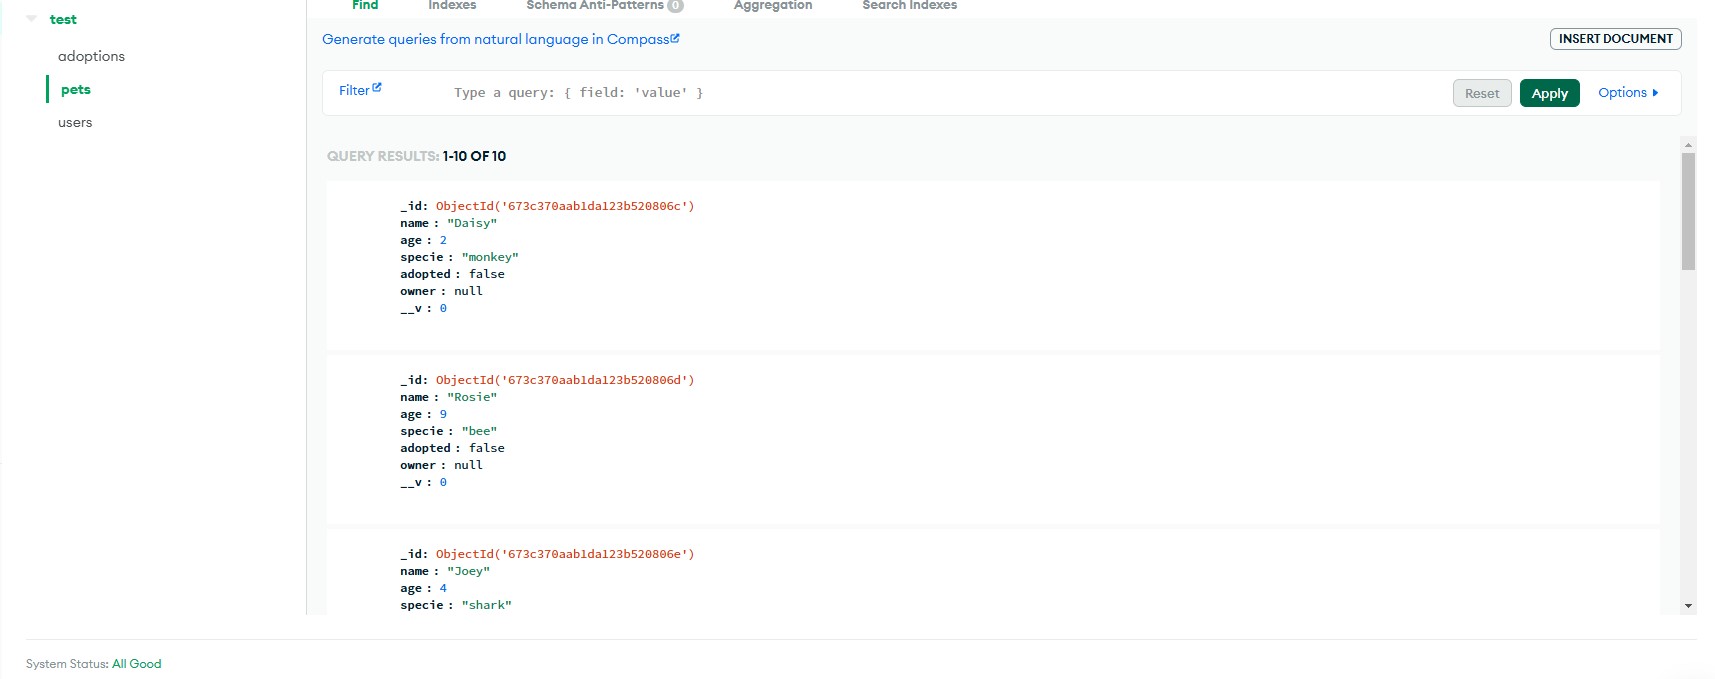 test
adoptions
pets
users
Find Indexes Schema Anti-Patterns 0 Aggregation Search Indexes
Generate queries from natural language in Compass
INSERT DOCUMENT
Filter
Type a query: { field: 'value' }
Reset
Apply
Options
QUERY RESULTS: 1-10 OF 10
_id: ObjectId('673c370aab1da123b520806c')
name : "Daisy"
age : 2
specie : "monkey"
adopted : false
owner : null
__v : 0
_id: ObjectId('673c370aab1da123b520806d')
name : "Rosie"
age : 9
specie : "bee"
adopted : false
owner : null
__v : 0
_id: ObjectId('673c370aab1da123b520806e')
name : "Joey"
age : 4
specie : "shark"
System Status: All Good